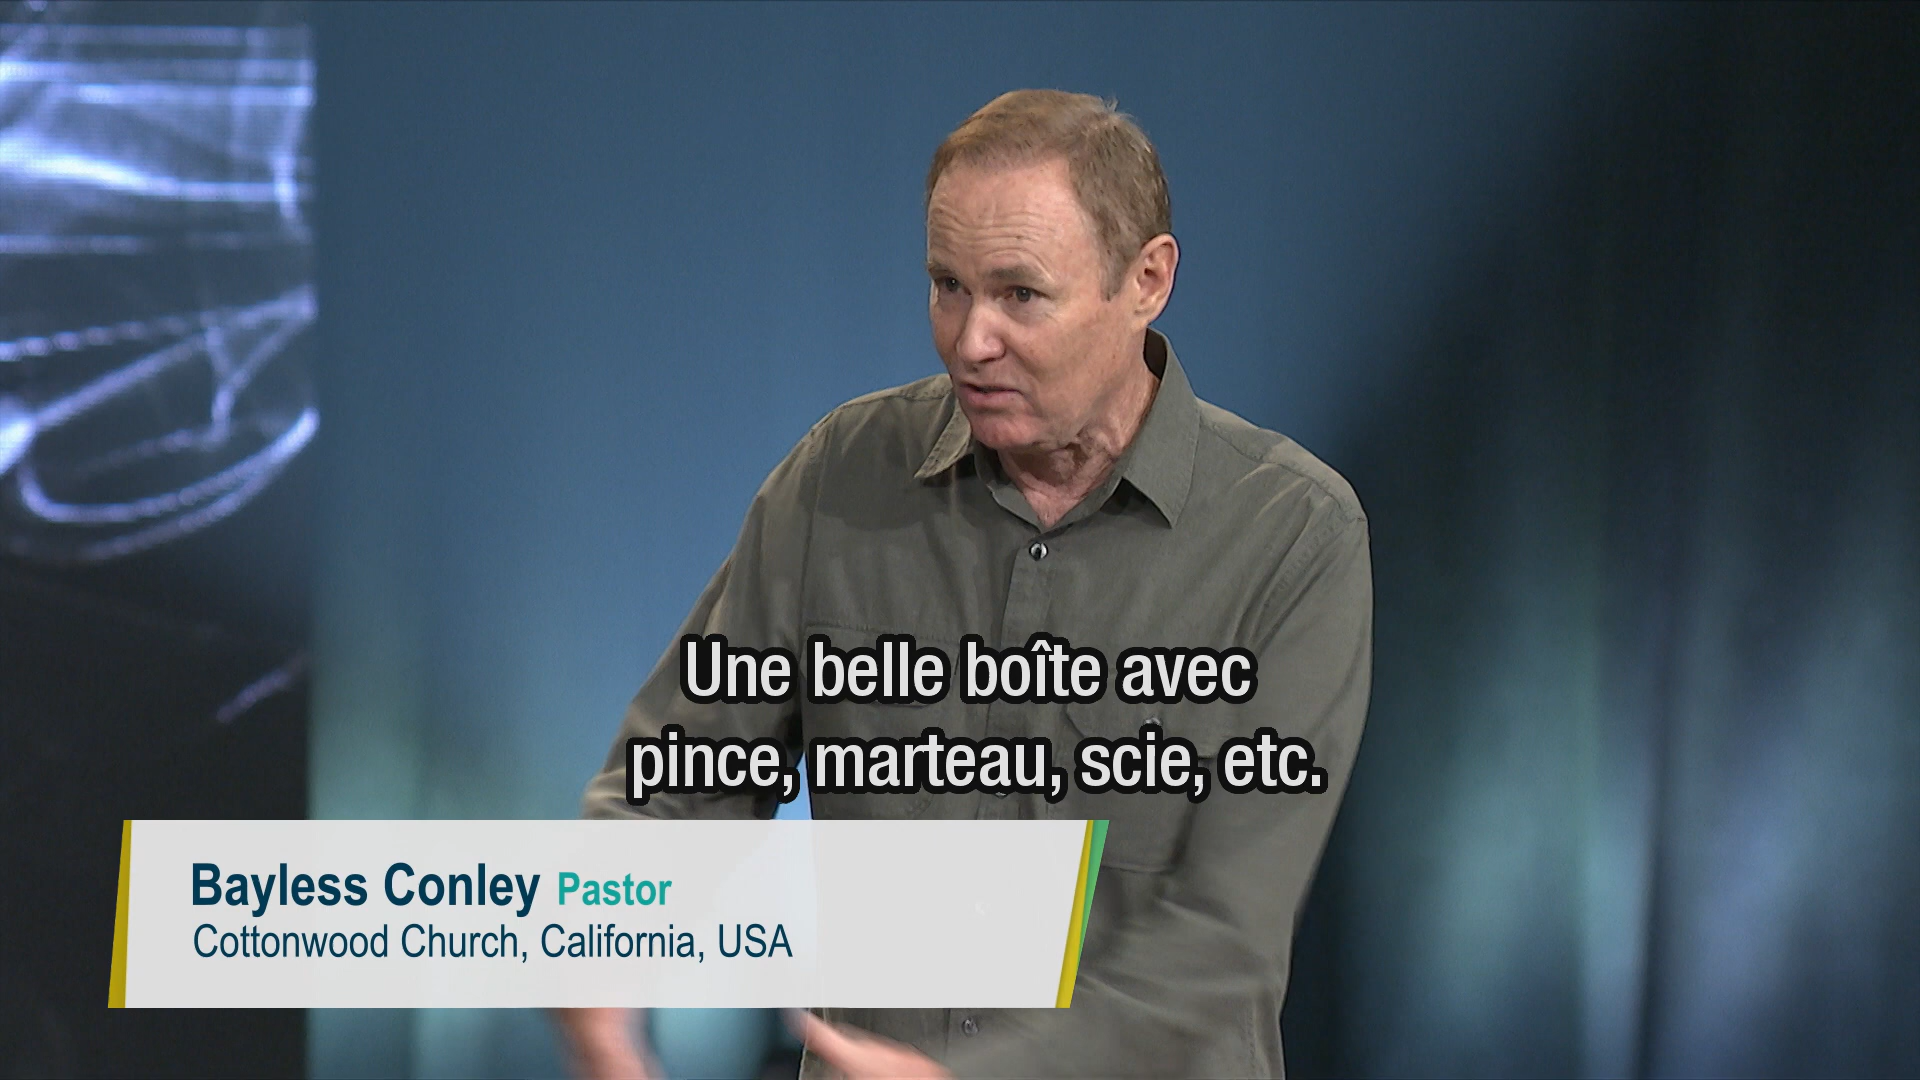 Une belle boîte avec
pince, marteau, scie, etc.
Bayless Conley Pastor
Cottonwood Church, California, USA